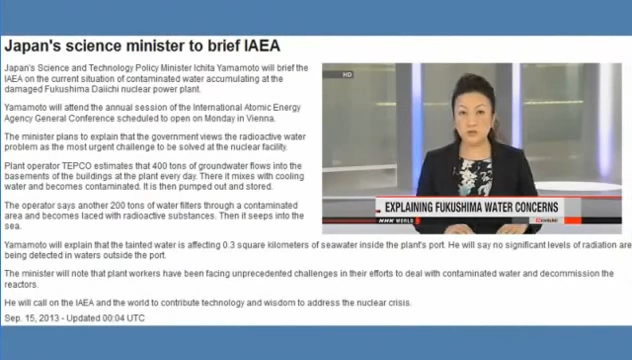 Japan's science minister to brief IAEA
Japan's Science and Technology Policy Minister Ichita Yamamoto will brief the
IAEA on the current situation of contaminated water accumulating at the
damaged Fukushima Daiichi nuclear power plant.
Yamamoto will attend the annual session of the International Atomic Energy
Agency General Conference scheduled to open on Monday in Vienna.
The minister plans to explain that the government views the radioactive water
problem as the most urgent challenge to be solved at the nuclear facility.
Plant operator TEPCO estimates that 400 tons of groundwater flows into the
basements of the buildings at the plant every day. There it mixes with cooling
water and becomes contaminated. It is then pumped out and stored.
The operator says another 200 tons of water filters through a contaminated
area and becomes laced with radioactive substances. Then it seeps into the
sea.
HD
EXPLAINING FUKUSHIMA WATER CONCERNS
NHK WORLD
Yamamoto will explain that the tainted water is affecting 0.3 square kilometers of seawater inside the plant's port. He will say no significant levels of radiation are
being detected in waters outside the port.
The minister will note that plant workers have been facing unprecedented challenges in their efforts to deal with contaminated water and decommission the
reactors.
He will call on the IAEA and the world to contribute technology and wisdom to address the nuclear crisis.
Sep. 15, 2013 - Updated 00:04 UTC